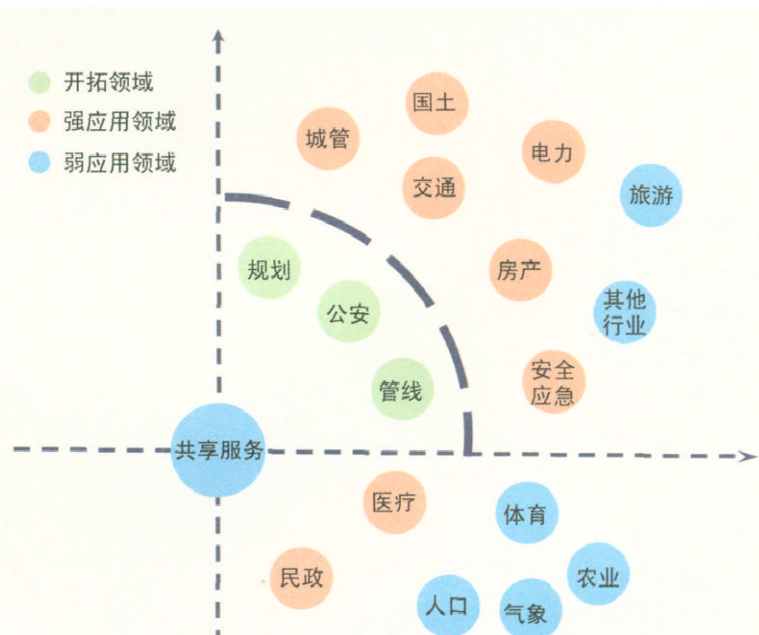 开拓领域
强应用领域
弱应用领域
国土
城管
电力
交通
旅游
规划
房产
公安
其他
行业
管线
安全
应急
共享服务
医疗
体育
民政
农业
人口
气象